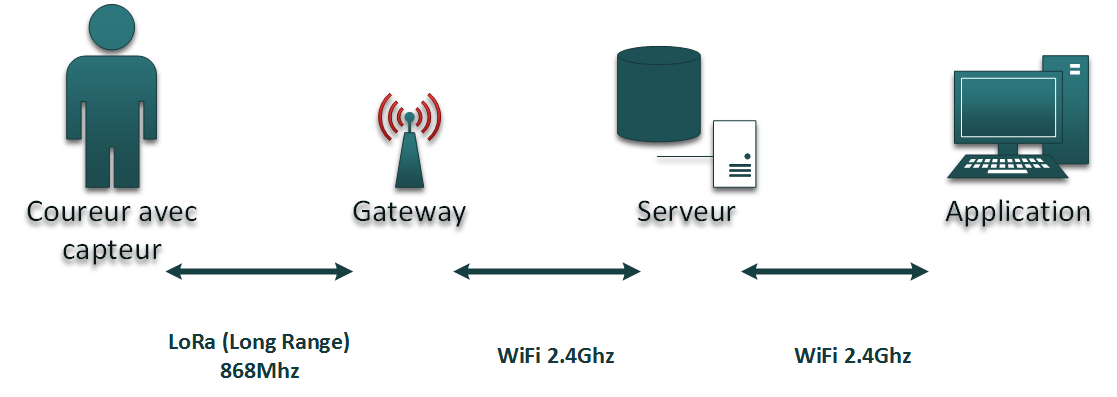 Coureur avec
capteur
Gateway
Serveur
Application
LoRa (Long Range)
868Mhz
WiFi 2.4Ghz
WiFi 2.4Ghz